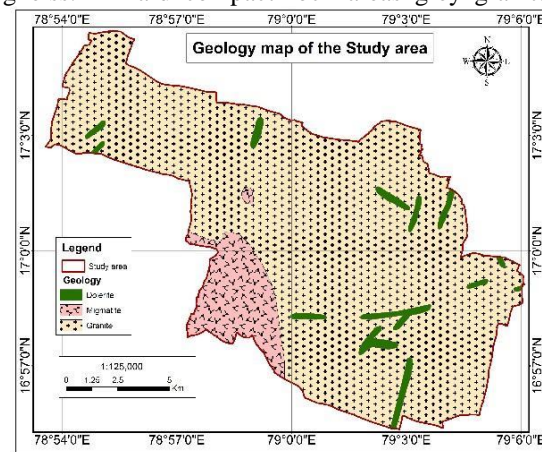 Geology map of the Study area
N
W
S
78°54'0"E 78°57'0"E 79°0'0"E 79°3'0"E 79°6'0"E
17°3'0"N 17°3'0"N
17°0'0"N 17°0'0"N
16°57'0"N 16°57'0"N
Legend
Study area
Geology
Dolerite
Migmatite
Granite
1:125,000
0 1.25 2.5 5
Km
78°54'0"E 78°57'0"E 79°0'0"E 79°3'0"E 79°6'0"E